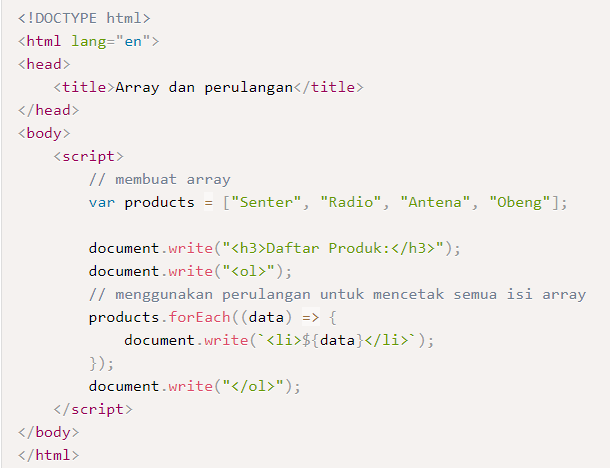 <!DOCTYPE html>
<html lang="en">
<head>
    <title>Array dan perulangan</title>
</head>
<body>
    <script>
        // membuat array
        var products = ["Senter", "Radio", "Antena", "Obeng"];

        document.write("<h3>Daftar Produk:</h3>");
        document.write("<ol>");
        // menggunakan perulangan untuk mencetak semua isi array
        products.forEach((data) => {
            document.write(`<li>${data}</li>`);
        });
        document.write("</ol>");
    </script>
</body>
</html>